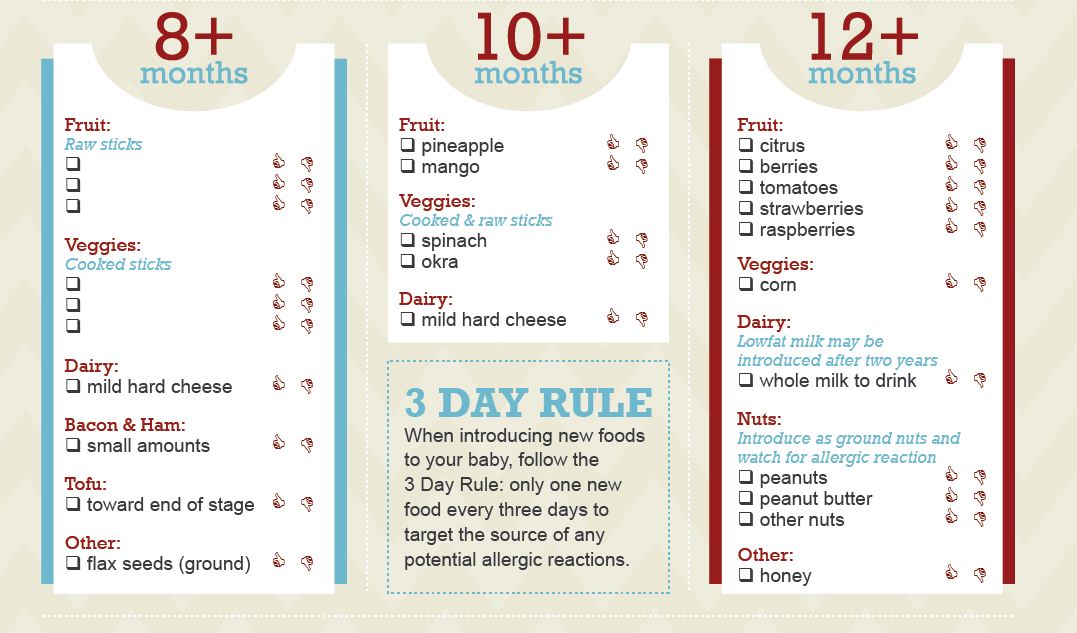 8+
months
Fruit:
Raw sticks
Veggies:
Cooked sticks
Dairy:
mild hard cheese
Bacon & Ham:
small amounts
Tofu:
toward end of stage
Other:
flax seeds (ground)
10+
months
Fruit:
pineapple
mango
Veggies:
Cooked & raw sticks
spinach
okra
Dairy:
mild hard cheese
3 DAY RULE
When introducing new foods
to your baby, follow the
3 Day Rule: only one new
food every three days to
target the source of any
potential allergic reactions.
12+
months
Fruit:
citrus
berries
tomatoes
strawberries
raspberries
Veggies:
corn
Dairy:
Lowfat milk may be
introduced after two years
whole milk to drink
Nuts:
Introduce as ground nuts and
watch for allergic reaction
peanuts
peanut butter
other nuts
Other:
honey